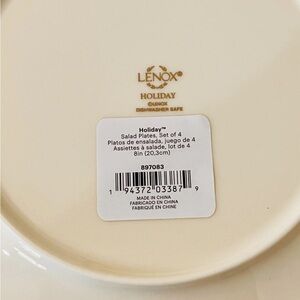 LENOX®
HOLIDAY
©LENOX
DISHWASHER SAFE
Holiday™
Salad Plates, Set of 4
Platos de ensalada, juego de 4
Assiettes à salade, lot de 4
8in (20,3cm)
897083
1 94372 03387 9
MADE IN CHINA
FABRICADO EN CHINA
FABRIQUÉ EN CHINE